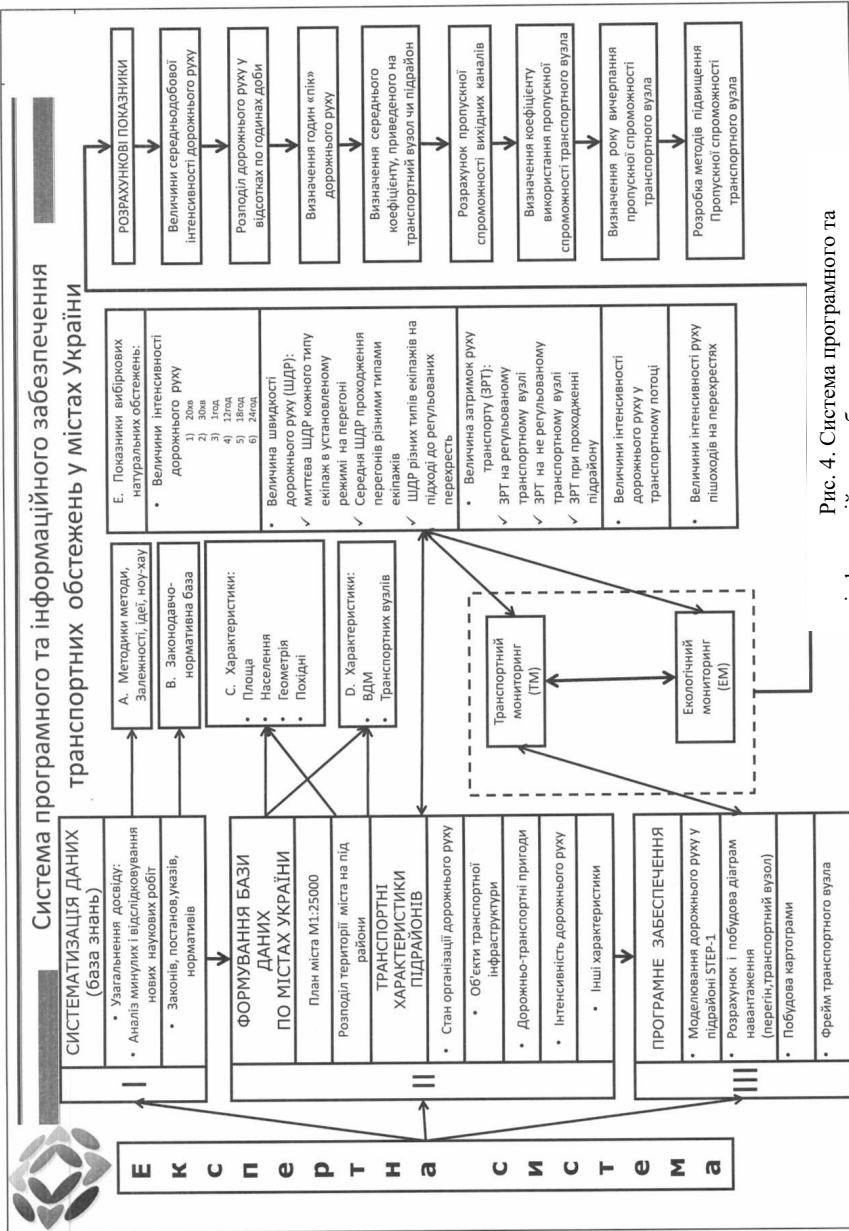 Система програмного та інформаційного забезпечення
транспортних обстежень у містах України
Експертна система
I
СИСТЕМАТИЗАЦІЯ ДАНИХ
(база знань)
• Узагальнення досвіду:
• Аналіз минулих і відслідковування
нових наукових робіт
• Законів, постанов,указів,
нормативів
II
ФОРМУВАННЯ БАЗИ
ДАНИХ
ПО МІСТАХ УКРАЇНИ
План міста М1:25000
Розподіл території міста на під
райони
ТРАНСПОРТНІ
ХАРАКТЕРИСТИКИ
ПІДРАЙОНІВ
• Стан організації дорожнього руху
• Об'єкти транспортної
інфраструктури
• Дорожньо-транспортні пригоди
• Інтенсивність дорожнього руху
• Інші характеристики
III
ПРОГРАМНЕ ЗАБЕСПЕЧЕННЯ
• Моделювання дорожнього руху у
підрайоні STEP-1
• Розрахунок і побудова діаграм
навантаження
(перегін,транспортний вузол)
• Побудова картограми
• Фрейм транспортного вузла
A. Методики методи,
Залежності, ідеї, ноу-хау
B. Законодавчо-
нормативна база
C. Характеристики:
• Площа
• Населення
• Геометрія
• Похідні
D. Характеристики:
• ВДМ
• Транспортних вузлів
Транспортний
мониторинг
(ТМ)
Екологічний
мониторинг
(ЕМ)
E. Показники вибіркових
натуральних обстежень:
• Величини інтенсивності
дорожнього руху
1) 20хв
2) 30хв
3) 1год
4) 12год
5) 18год
6) 24год
• Величина швидкості
дорожнього руху (ШДР):
✓ миттєва ШДР кожного типу
екіпаж в установленому
режимі на перегоні
✓ Середня ШДР проходження
перегонів різними типами
екіпажів
✓ ШДР різних типів екіпажів на
підході до регульованих
перехресть
• Величина затримок руху
транспорту (ЗРТ):
✓ ЗРТ на регульованому
транспортному вузлі
✓ ЗРТ на не регульованому
транспортному вузлі
✓ ЗРТ при проходженні
підрайону
• Величини інтенсивності
дорожнього руху у
транспортному потоці
• Величини інтенсивності руху
пішоходів на перехрестях
РОЗРАХУНКОВІ ПОКАЗНИКИ
Величини середньодобової
інтенсивності дорожнього руху
Розподіл дорожнього руху у
відсотках по годинах доби
Визначення годин «пік»
дорожнього руху
Визначення середнього
коефіцієнту, приведеного на
транспортний вузол чи підрайон
Розрахунок пропускної
спроможності вихідних каналів
Визначення коефіцієнту
використання пропускної
спроможності транспортного вузла
Визначення року вичерпання
пропускної спроможності
транспортного вузла
Розробка методів підвищення
Пропускної спроможності
транспортного вузла
Рис. 4. Система програмного та